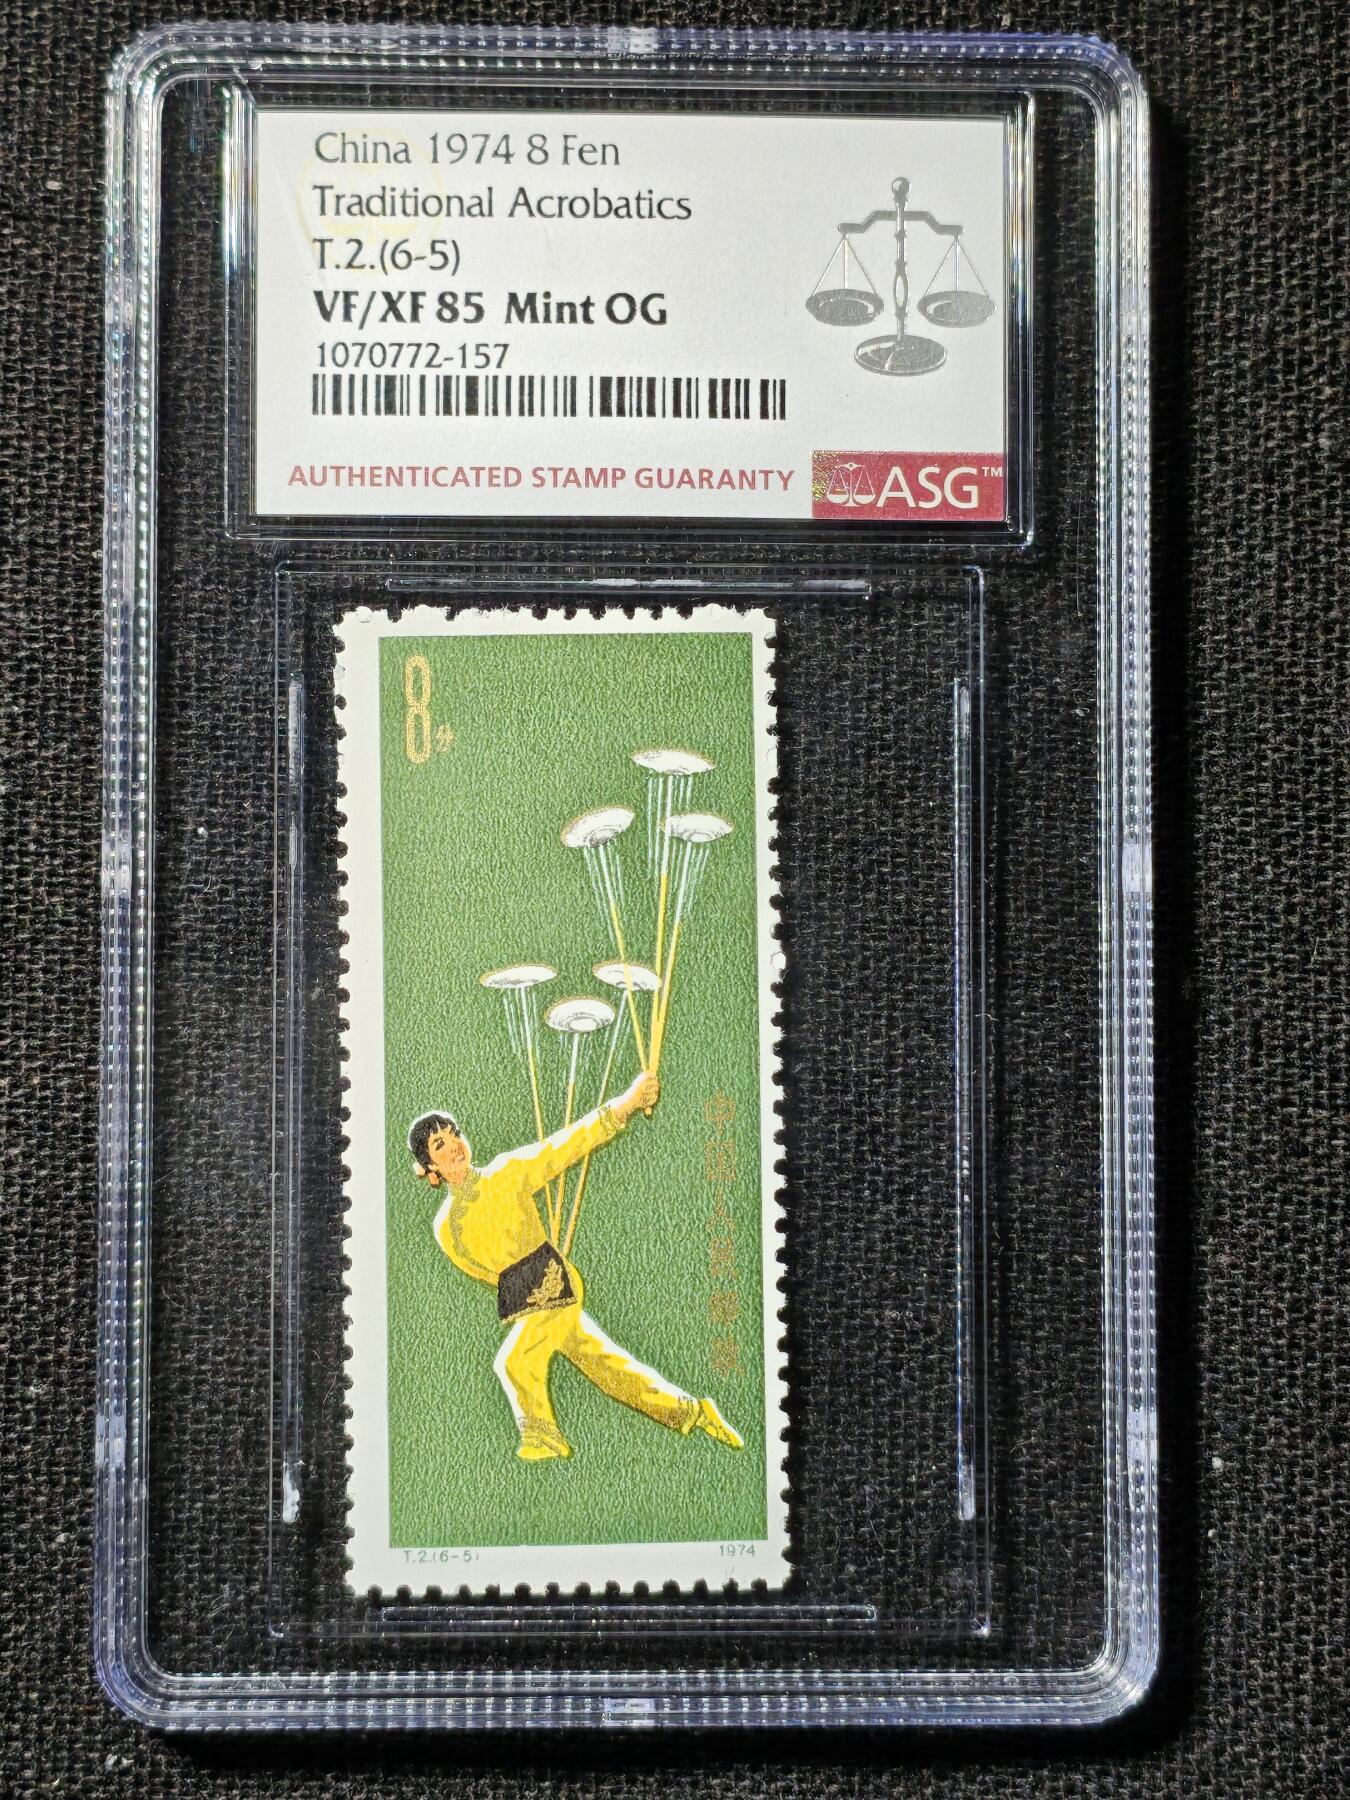 China 1974 8 Fen
Traditional Acrobatics
T.2.(6-5)
VF/XF 85 Mint OG
1070772-157
AUTHENTICATED STAMP GUARANTY
ASG™
8分
中国人民邮政
T.2.(6-5)
1974